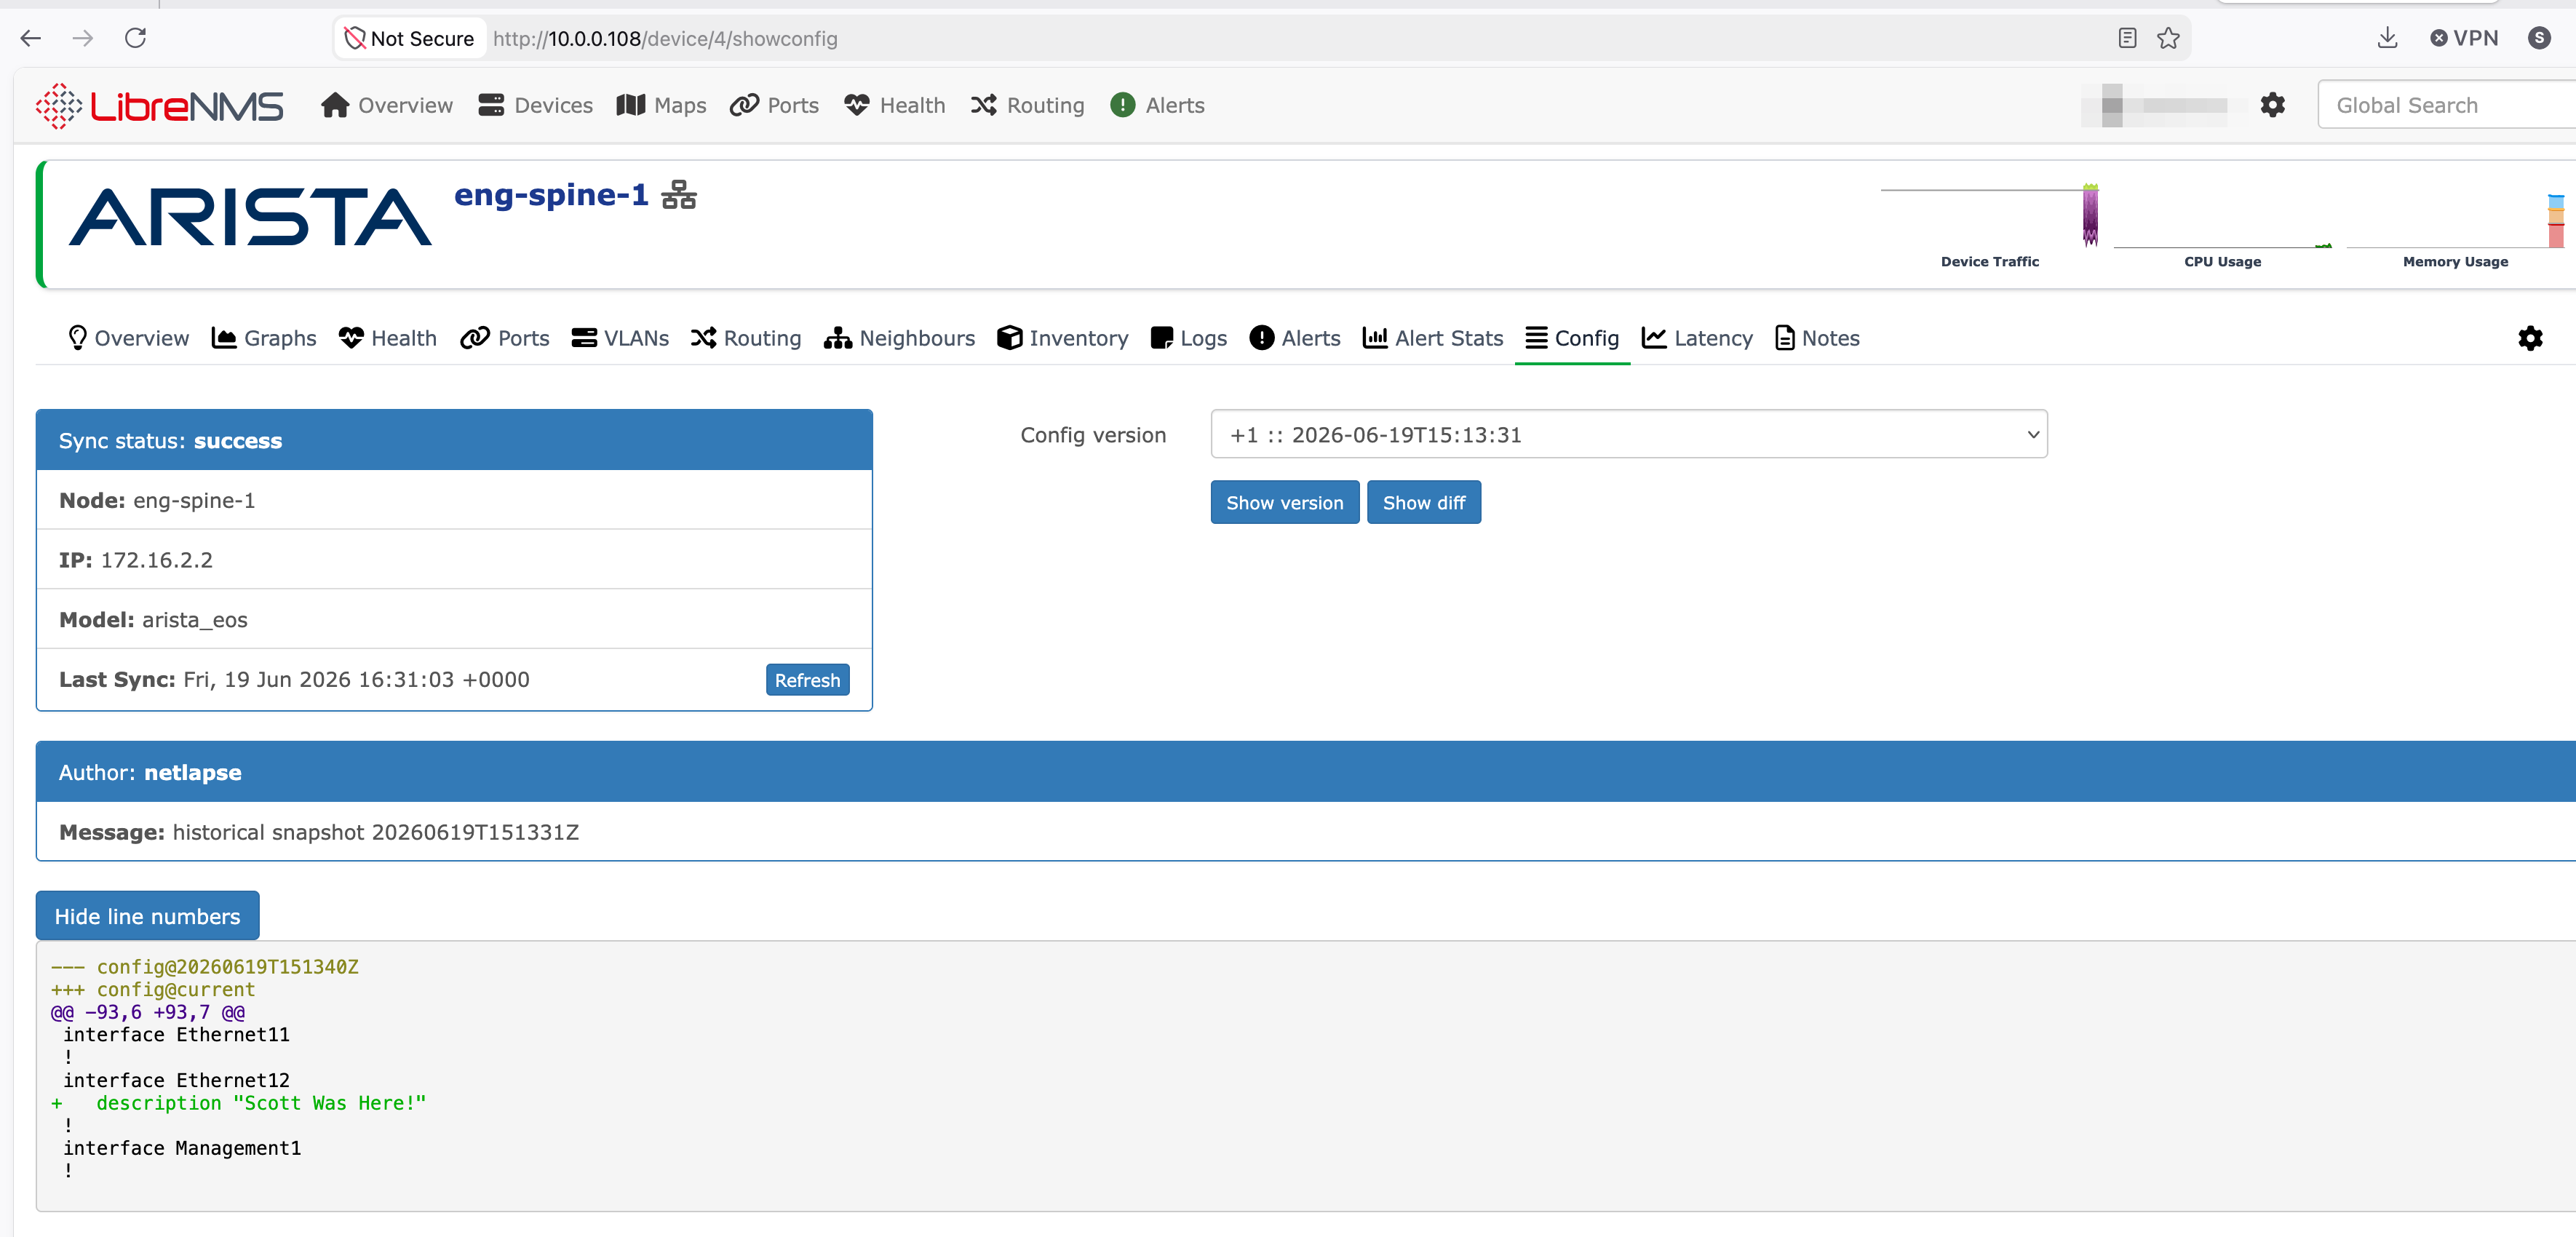 Not Secure http://10.0.0.108/device/4/showconfig VPN S
LibreNMS Overview Devices Maps Ports Health Routing Alerts Global Search
ARISTA eng-spine-1
Device Traffic CPU Usage Memory Usage
Overview Graphs Health Ports VLANs Routing Neighbours Inventory Logs Alerts Alert Stats Config Latency Notes
Sync status: success
Node: eng-spine-1
IP: 172.16.2.2
Model: arista_eos
Last Sync: Fri, 19 Jun 2026 16:31:03 +0000 Refresh
Config version +1 :: 2026-06-19T15:13:31
Show version Show diff
Author: netlapse
Message: historical snapshot 20260619T151331Z
Hide line numbers
--- config@20260619T151340Z
+++ config@current
@@ -93,6 +93,7 @@
 interface Ethernet11
 !
 interface Ethernet12
+   description "Scott Was Here!"
 !
 interface Management1
 !